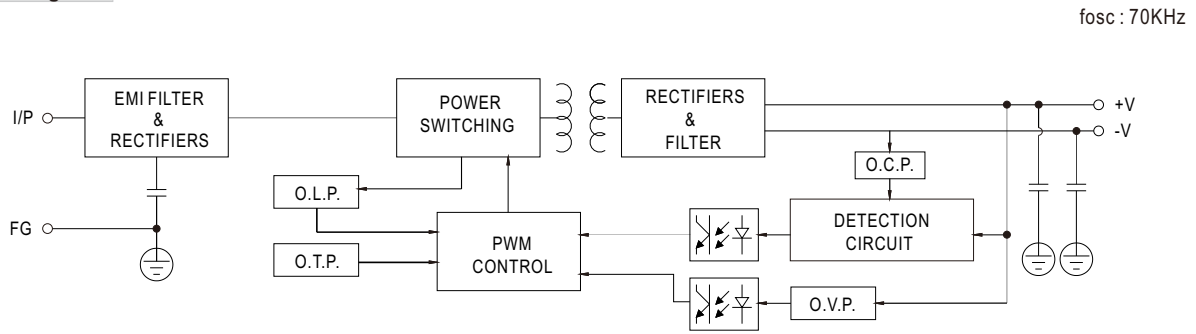 fosc : 70KHz
I/P
EMI FILTER
&
RECTIFIERS
POWER
SWITCHING
RECTIFIERS
&
FILTER
+V
-V
O.C.P.
O.L.P.
FG
PWM
CONTROL
DETECTION
CIRCUIT
O.T.P.
O.V.P.